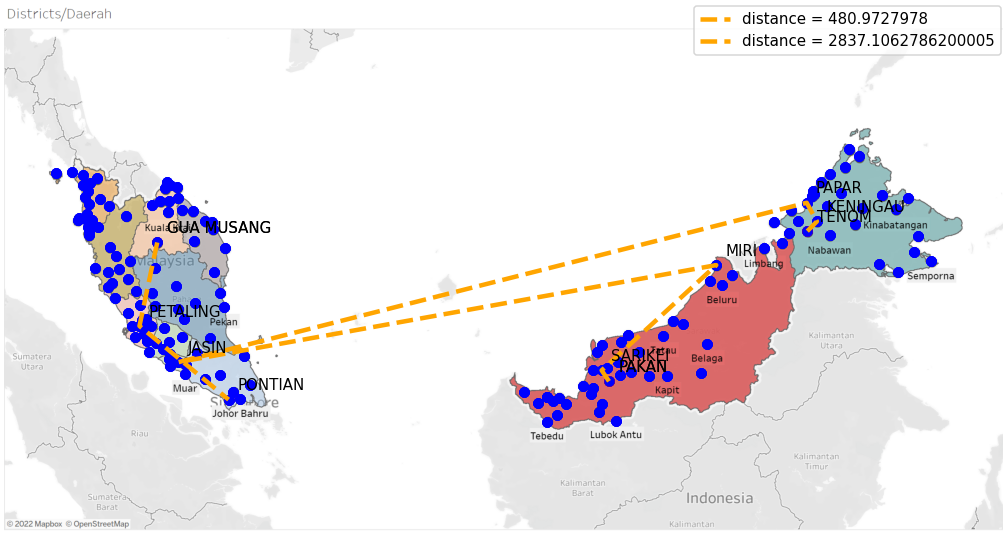 Districts/Daerah
distance = 480.9727978
distance = 2837.1062786200005
PAPAR
KENINGAU
TENOM
Kinabatangan
GUA MUSANG
MIRI
Nabawan
Limbang
Malaysia
Semporna
Beluru
PETALING
Pekan
Kalimantan
Utara
JASIN
SARIKEI
Tatau
Belaga
Sumatera
Utara
PAKAN
Muar
PONTIAN
Kapit
Johor Bahru
Riau
Tebedu
Lubok Antu
Kalimantan
Timur
Kalimantan
Barat
Indonesia
Sumatera
Barat
© 2022 Mapbox © OpenStreetMap
Kalimantan